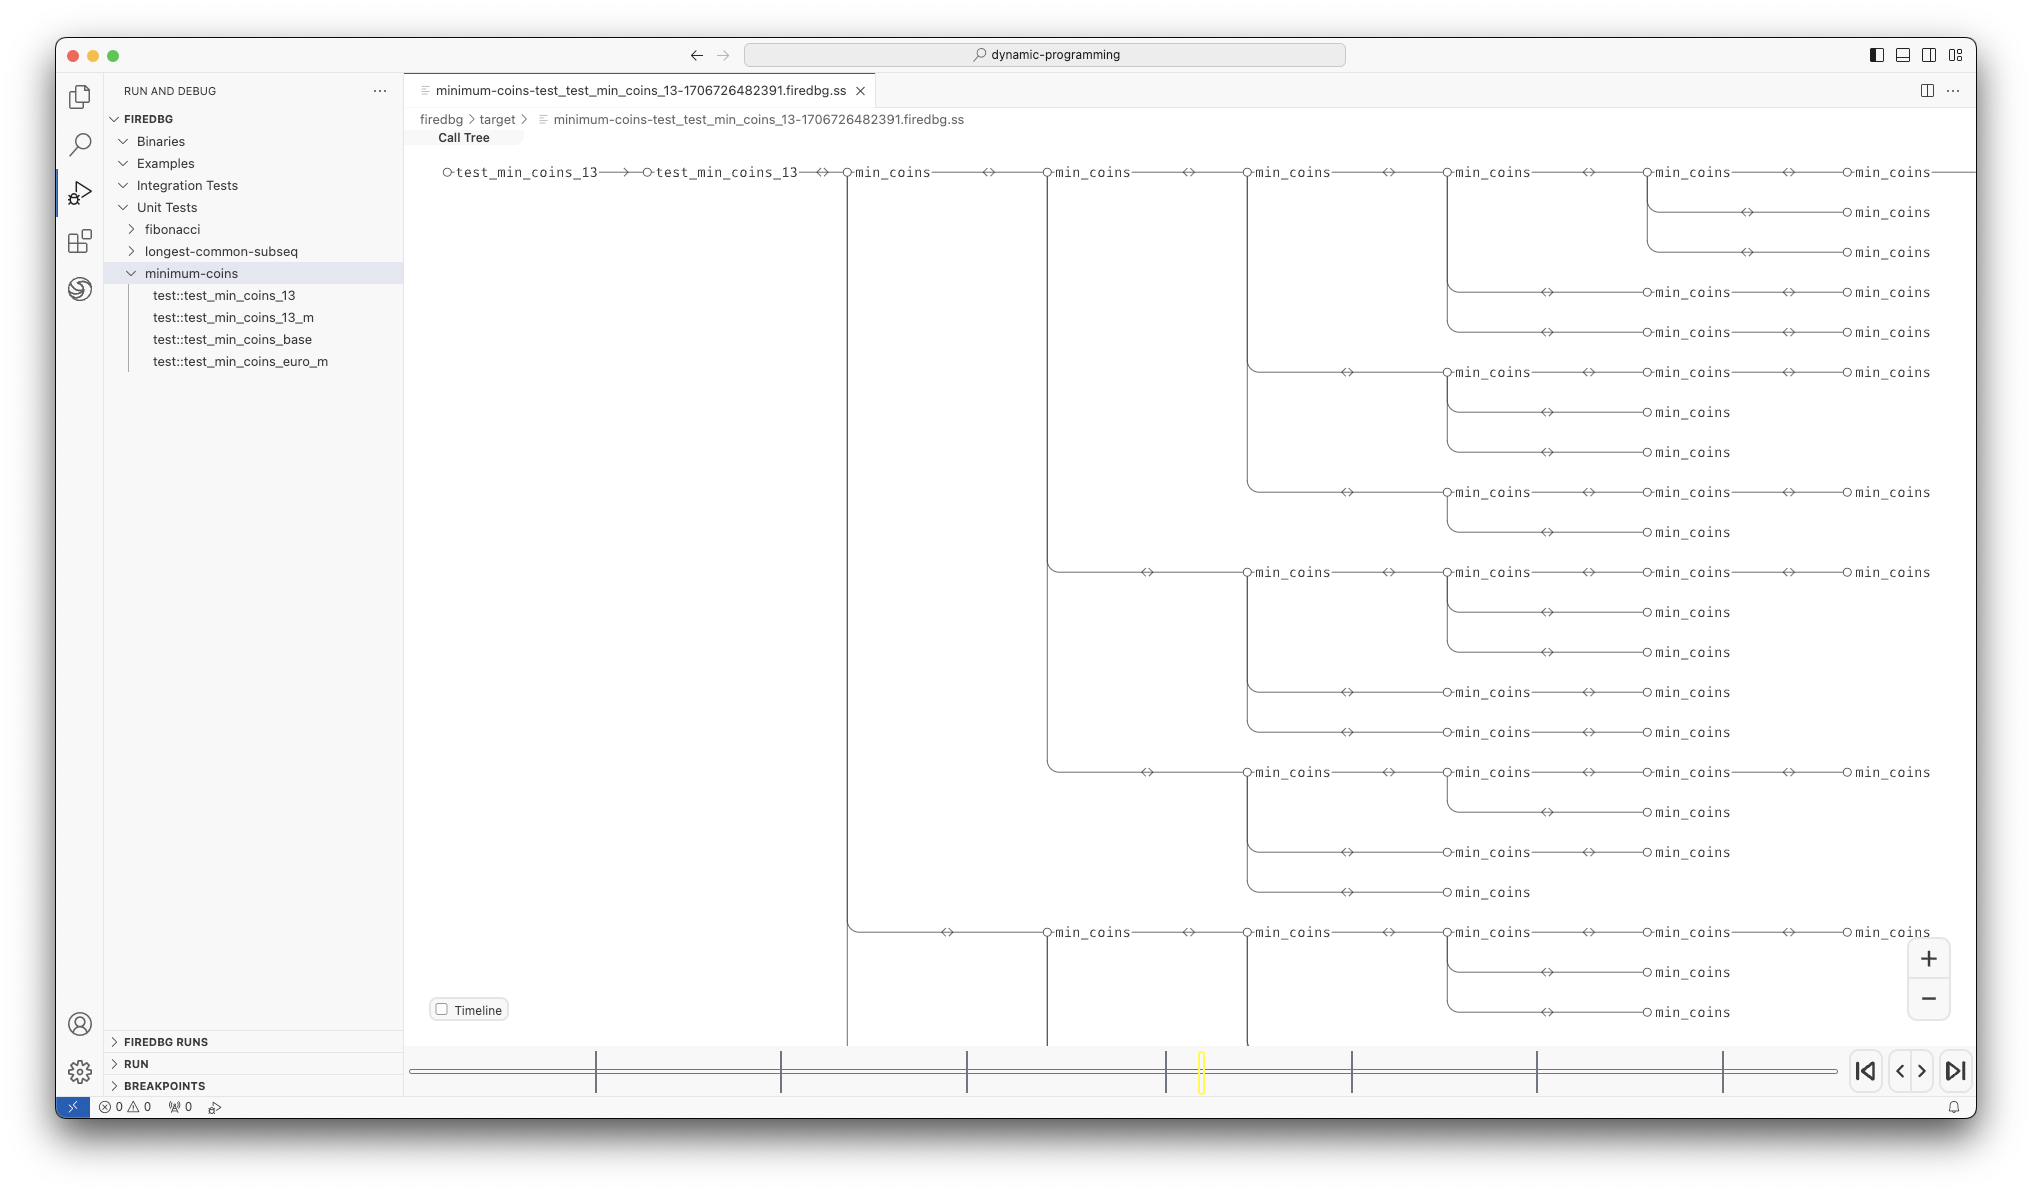 dynamic-programming
RUN AND DEBUG
FIREDBG
Binaries
Examples
Integration Tests
Unit Tests
fibonacci
longest-common-subseq
minimum-coins
test::test_min_coins_13
test::test_min_coins_13_m
test::test_min_coins_base
test::test_min_coins_euro_m
FIREDBG RUNS
RUN
BREAKPOINTS
minimum-coins-test_test_min_coins_13-1706726482391.firedbg.ss
firedbg > target > minimum-coins-test_test_min_coins_13-1706726482391.firedbg.ss
Call Tree
test_min_coins_13 test_min_coins_13 min_coins min_coins min_coins min_coins min_coins min_coins
min_coins
min_coins
min_coins min_coins
min_coins min_coins
min_coins min_coins min_coins
min_coins
min_coins
min_coins min_coins min_coins
min_coins
min_coins min_coins min_coins min_coins
min_coins
min_coins
min_coins min_coins
min_coins min_coins
min_coins min_coins min_coins min_coins
min_coins
min_coins min_coins
min_coins
min_coins min_coins min_coins min_coins min_coins
min_coins
min_coins
Timeline
0 0 0